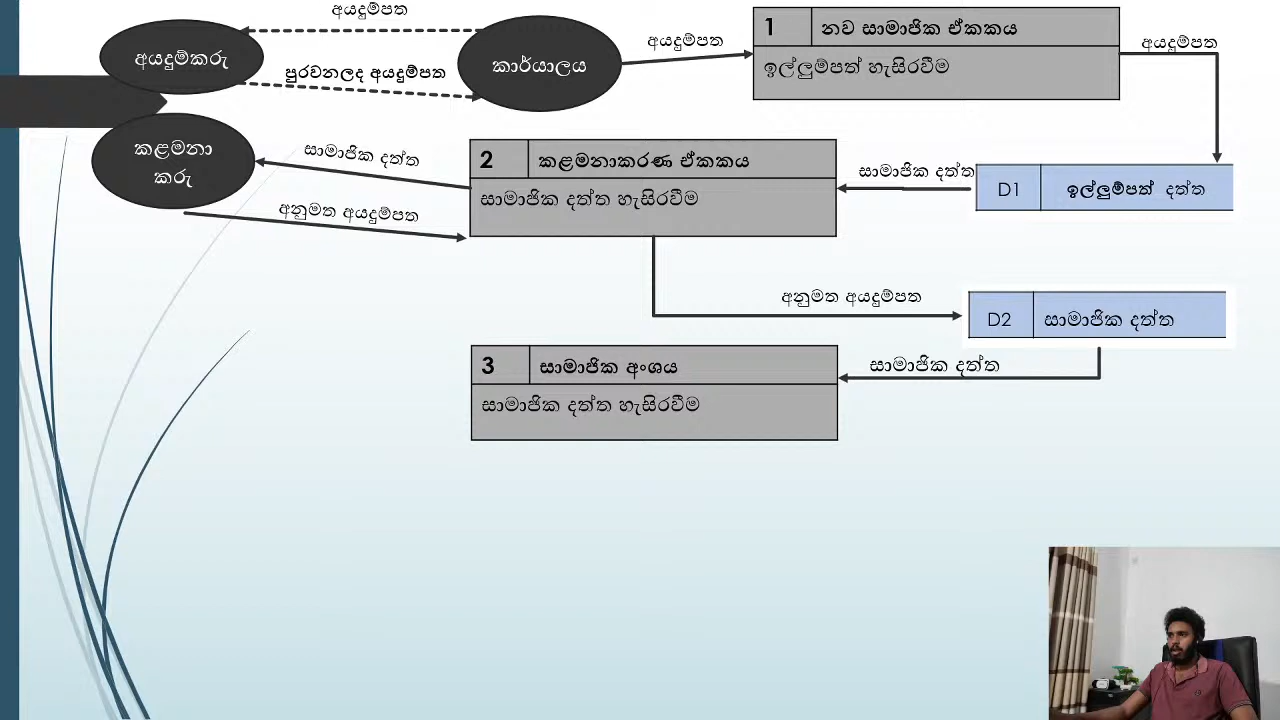 අයදුම්පත
අයදුම්කරු
පුරවනලද අයදුම්පත
කාර්යාලය
අයදුම්පත
1 නව සාමාජික ඒකකය
ඉල්ලුම්පත් හැසිරවීම
අයදුම්පත
කළමනා
කරු
සාමාජික දත්ත
අනුමත අයදුම්පත
2 කළමනාකරණ ඒකකය
සාමාජික දත්ත හැසිරවීම
සාමාජික දත්ත
D1 ඉල්ලුම්පත් දත්ත
අනුමත අයදුම්පත
D2 සාමාජික දත්ත
3 සාමාජික අංශය
සාමාජික දත්ත හැසිරවීම
සාමාජික දත්ත